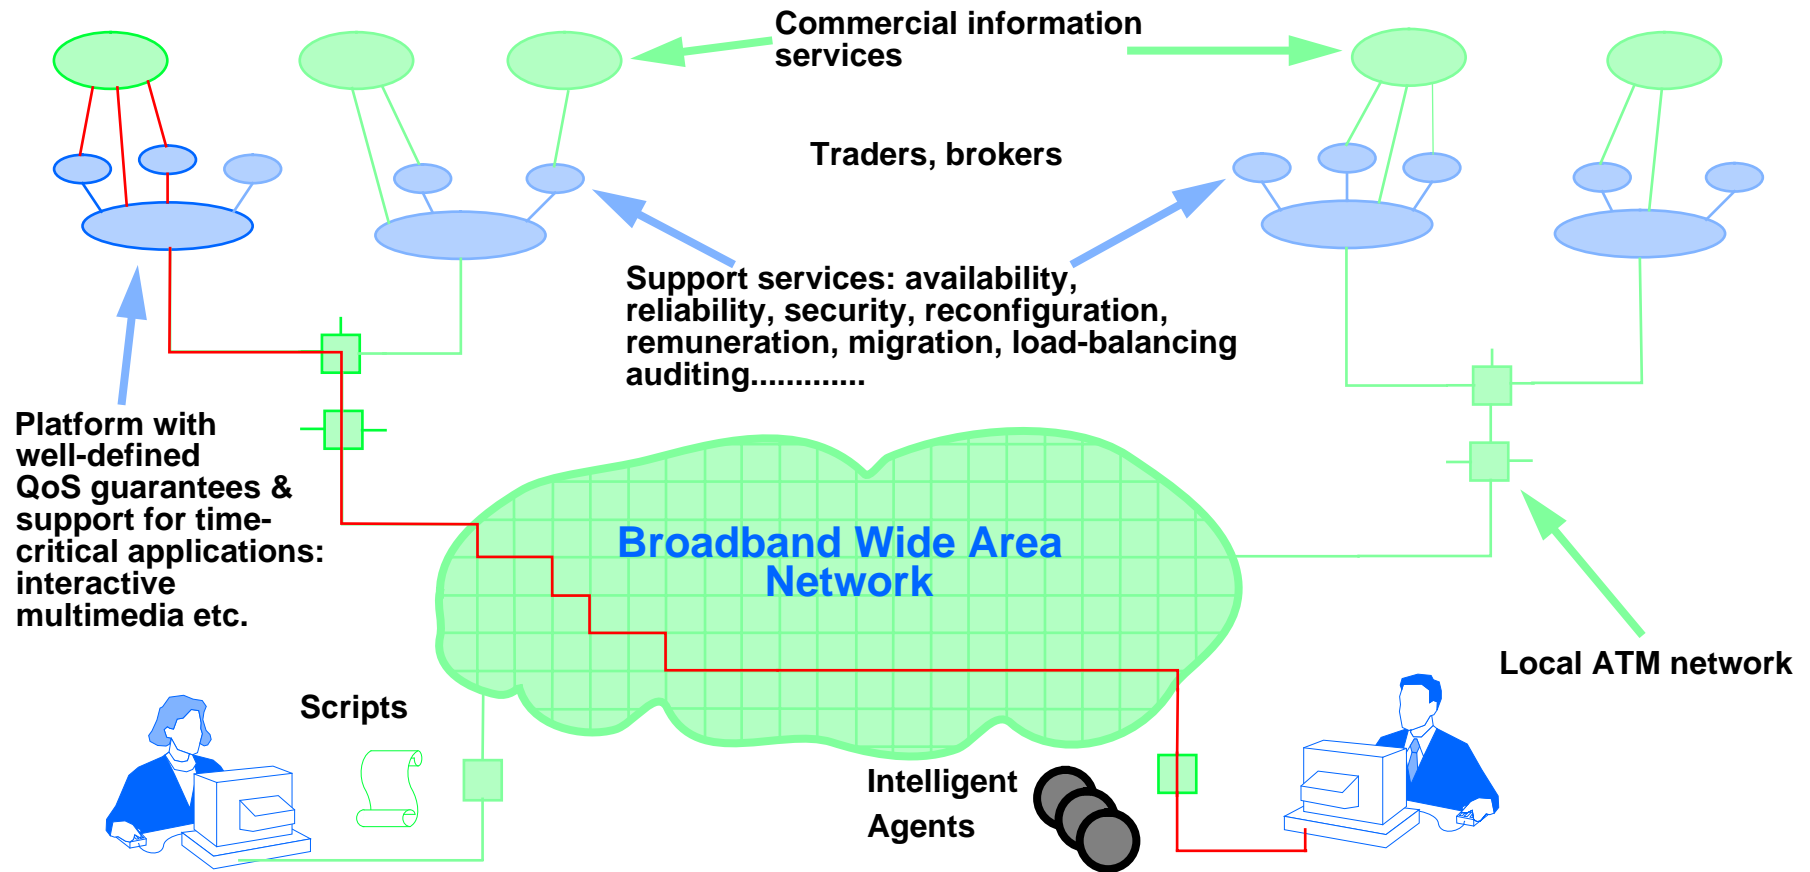 Commercial information
services
Traders, brokers
Support services: availability,
reliability, security, reconfiguration,
remuneration, migration, load-balancing
auditing.............
Platform with
well-defined
QoS guarantees &
support for time-
critical applications:
interactive
multimedia etc.
Broadband Wide Area
Network
Local ATM network
Scripts
Intelligent
Agents